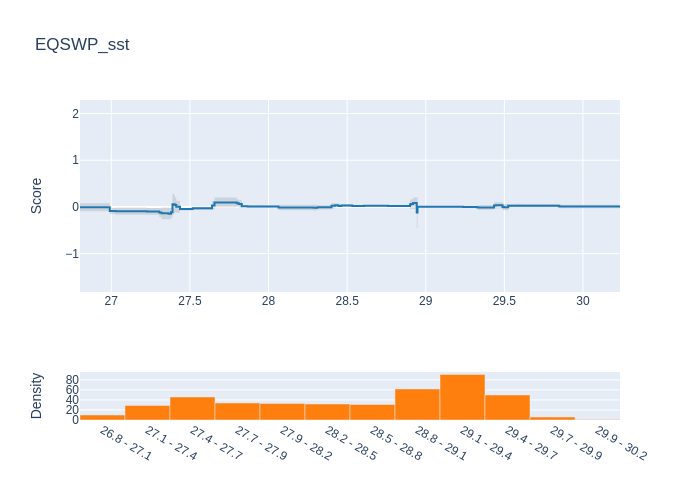 EQSWP_sst
Score
2
1
0
−1
27
27.5
28
28.5
29
29.5
30
Density
80
60
40
20
0
26.8 - 27.1
27.1 - 27.4
27.4 - 27.7
27.7 - 27.9
27.9 - 28.2
28.2 - 28.5
28.5 - 28.8
28.8 - 29.1
29.1 - 29.4
29.4 - 29.7
29.7 - 29.9
29.9 - 30.2